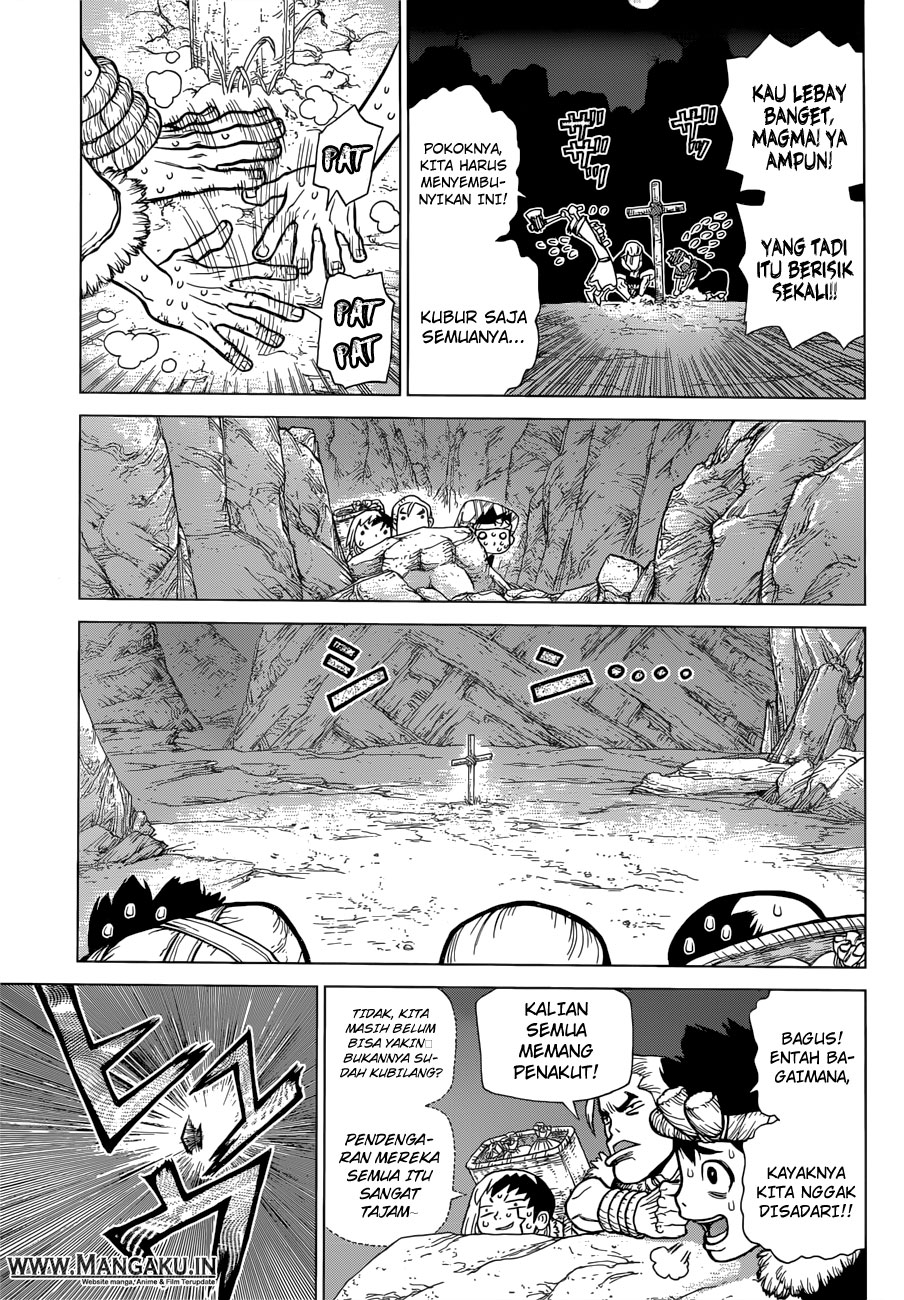 KAU LEBAY
BANGET,
MAGMA! YA
AMPUN!
YANG TADI
ITU BERISIK
SEKALI!!
POKOKNYA,
KITA HARUS
MENYEMBU-
NYIKAN INI!
KUBUR SAJA
SEMUANYA...
PAT
PAT
PAT
BAGUS!
ENTAH BA-
GAIMANA,
KAYAKNYA
KITA NGGAK
DISADARI!!
KALIAN
SEMUA
MEMANG
PENAKUT!
TIDAK, KITA
MASIH BELUM
BISA YAKIN
BUKANNYA SU-
DAH KUBILANG?
PENDENGA-
RAN MEREKA
SEMUA ITU
SANGAT
TAJAM~
WWW.MANGAKU.IN
Website manga, Anime & Film Terupdate